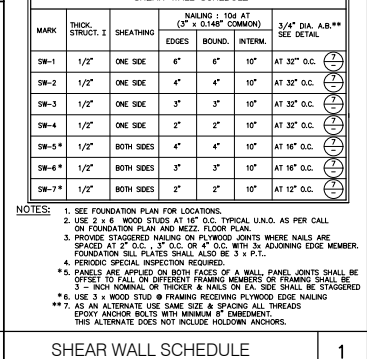 SHEAR WALL SCHEDULE
MARK THICK. STRUCT. I SHEATHING NAILING : 10d AT (3" x 0.148" COMMON) 3/4" DIA. A.B.** SEE DETAIL
EDGES BOUND. INTERM.
SW-1 1/2" ONE SIDE 6" 6" 10" AT 32" O.C. 7 -
SW-2 1/2" ONE SIDE 4" 4" 10" AT 32" O.C. 7 -
SW-3 1/2" ONE SIDE 3" 3" 10" AT 32" O.C. 7 -
SW-4 1/2" ONE SIDE 2" 2" 10" AT 32" O.C. 7 -
SW-5* 1/2" BOTH SIDES 4" 4" 10" AT 16" O.C. 7 -
SW-6* 1/2" BOTH SIDES 3" 3" 10" AT 16" O.C. 7 -
SW-7* 1/2" BOTH SIDES 2" 2" 10" AT 12" O.C. 7 -
NOTES: 1. SEE FOUNDATION PLAN FOR LOCATIONS.
2. USE 2 x 6 WOOD STUDS AT 16" O.C. TYPICAL U.N.O. AS PER CALL
ON FOUNDATION PLAN AND MEZZ. FLOOR PLAN.
3. PROVIDE STAGGERED NAILING ON PLYWOOD JOINTS WHERE NAILS ARE
SPACED AT 2" O.C. , 3" O.C. OR 4" O.C. WITH 3x ADJOINING EDGE MEMBER.
FOUNDATION SILL PLATES SHALL ALSO BE 3 x P.T..
4. PERIODIC SPECIAL INSPECTION REQUIRED.
*5. PANELS ARE APPLIED ON BOTH FACES OF A WALL, PANEL JOINTS SHALL BE
OFFSET TO FALL ON DIFFERENT FRAMING MEMBERS OR FRAMING SHALL BE
3 - INCH NOMINAL OR THICKER & NAILS ON EA. SIDE SHALL BE STAGGERED
*6. USE 3 x WOOD STUD @ FRAMING RECEIVING PLYWOOD EDGE NAILING
**7. AS AN ALTERNATE USE SAME SIZE & SPACING ALL THREADS
EPOXY ANCHOR BOLTS WITH MINIMUM 8" EMBEDMENT.
THIS ALTERNATE DOES NOT INCLUDE HOLDOWN ANCHORS.
SHEAR WALL SCHEDULE 1